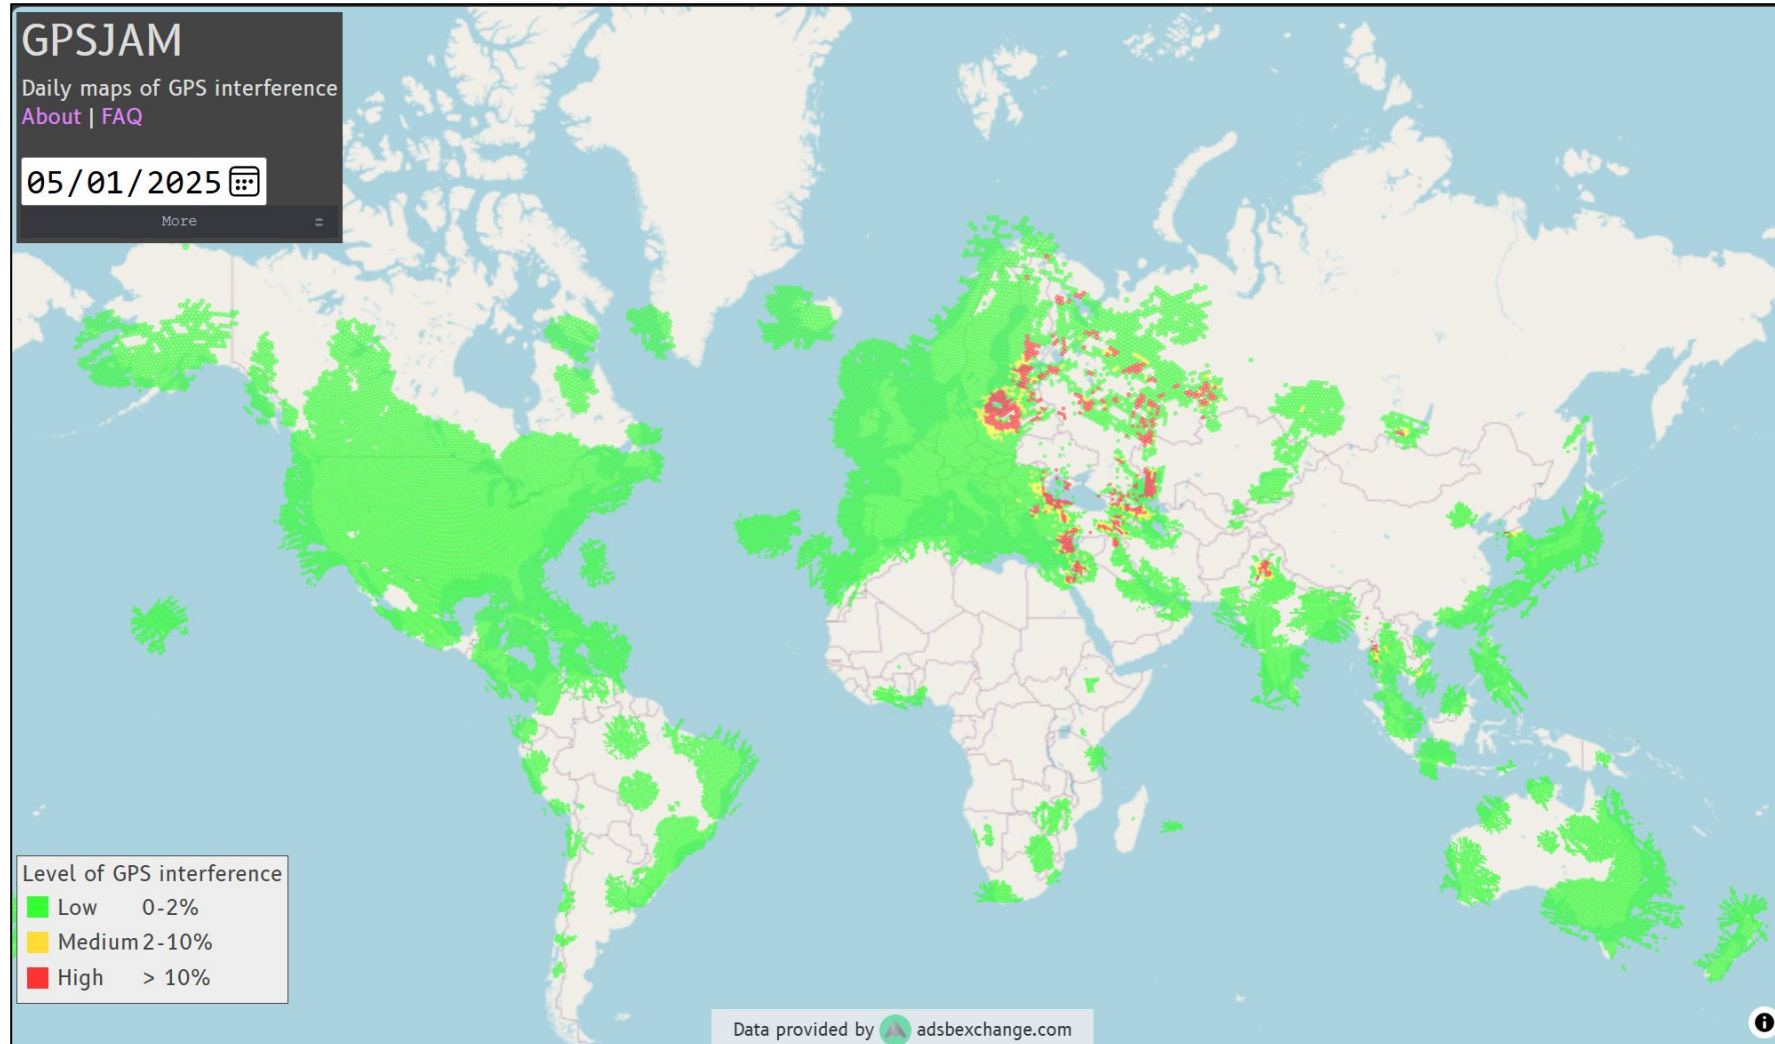 GPSJAM
Daily maps of GPS interference
About | FAQ
05/01/2025
More
Level of GPS interference
Low 0-2%
Medium 2-10%
High > 10%
Data provided by adsbexchange.com